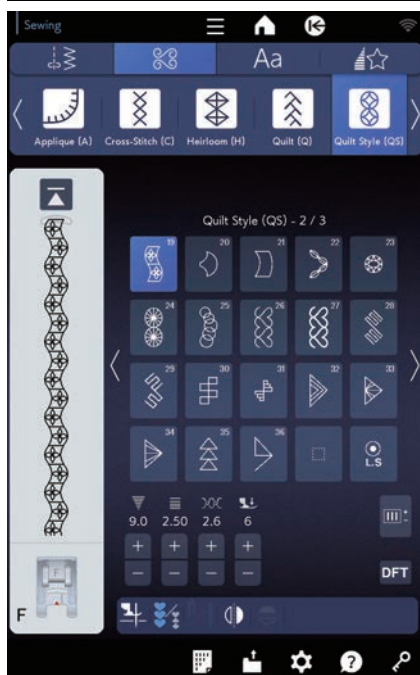 Sewing
Aa
Applique (A) Cross-Stitch (C) Heirloom (H) Quilt (Q) Quilt Style (QS)
Quilt Style (QS) - 2 / 3
19 20 21 22 23
24 25 26 27 28
29 30 31 32 33
34 35 36
L.S
9.0 2.50 2.6 6
+ + + +
− − − −
DFT
F
F
?